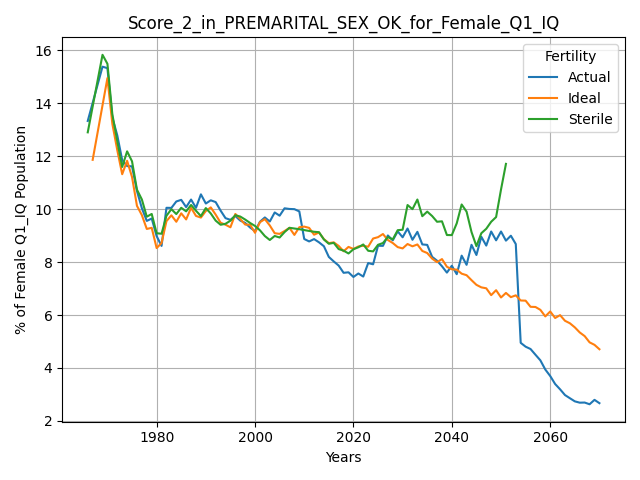 Score_2_in_PREMARITAL_SEX_OK_for_Female_Q1_IQ
% of Female Q1_IQ Population
16
14
12
10
8
6
4
2
Fertility
Actual
Ideal
Sterile
1980 2000 2020 2040 2060
Years